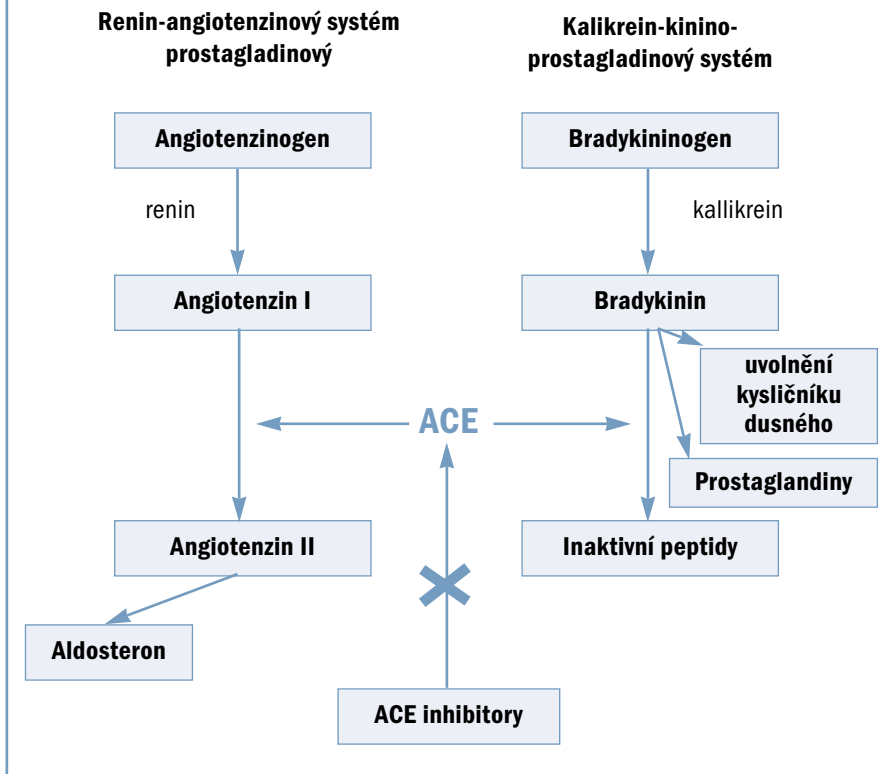 Renin-angiotenzinový systém
prostagladinový
Kalikrein-kinino-
prostagladinový systém
Angiotenzinogen
Bradykininogen
renin
kallikrein
Angiotenzin I
Bradykinin
uvolnění
kysličníku
dusného
ACE
Prostaglandiny
Angiotenzin II
Inaktivní peptidy
Aldosteron
ACE inhibitory